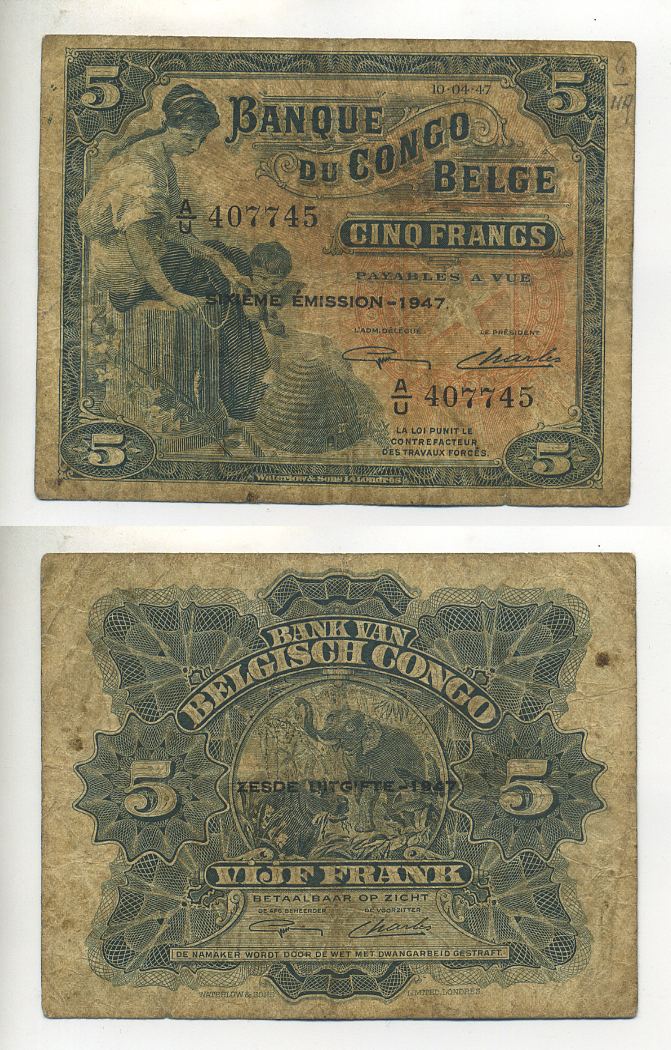 5
10·04·47
5
BANQUE
DU CONGO
BELGE
A/U 407745
CINQ FRANCS
PAYABLES A VUE
SIXIÈME ÉMISSION-1947.
L'ADM. DÉLÉGUÉ
LE PRÉSIDENT
Charles
A/U 407745
LA LOI PUNIT LE
CONTREFACTEUR
DES TRAVAUX FORCÉS.
5
5
Waterlow & Sons Ld Londres
BANK VAN
BELGISCH CONGO
5
5
ZESDE UITGIFTE-1947
VIJF FRANK
BETAALBAAR OP ZICHT
DE AFG. BEHEERDER
DE VOORZITTER
Charles
DE NAMAKER WORDT DOOR DE WET MET DWANGARBEID GESTRAFT.
WATERLOW & SONS LIMITED, LONDRES